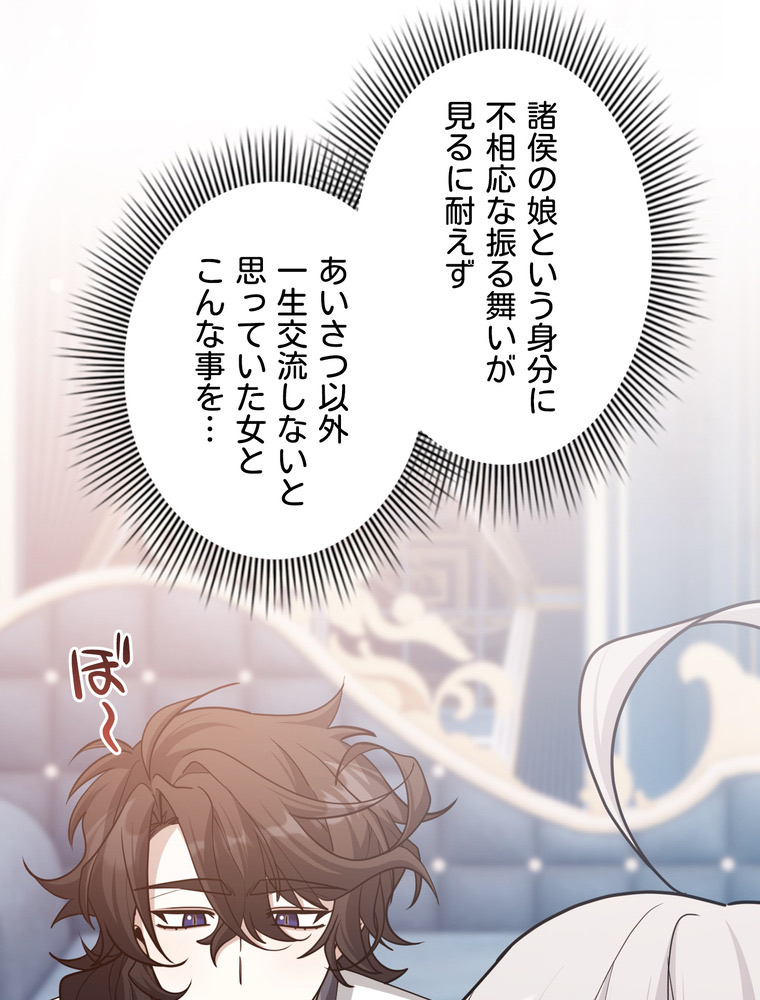 諸侯の娘という身分に
不相応な振る舞いが
見るに耐えず
あいさつ以外
一生交流しないと
思っていた女と
こんな事を…
ぼ〜